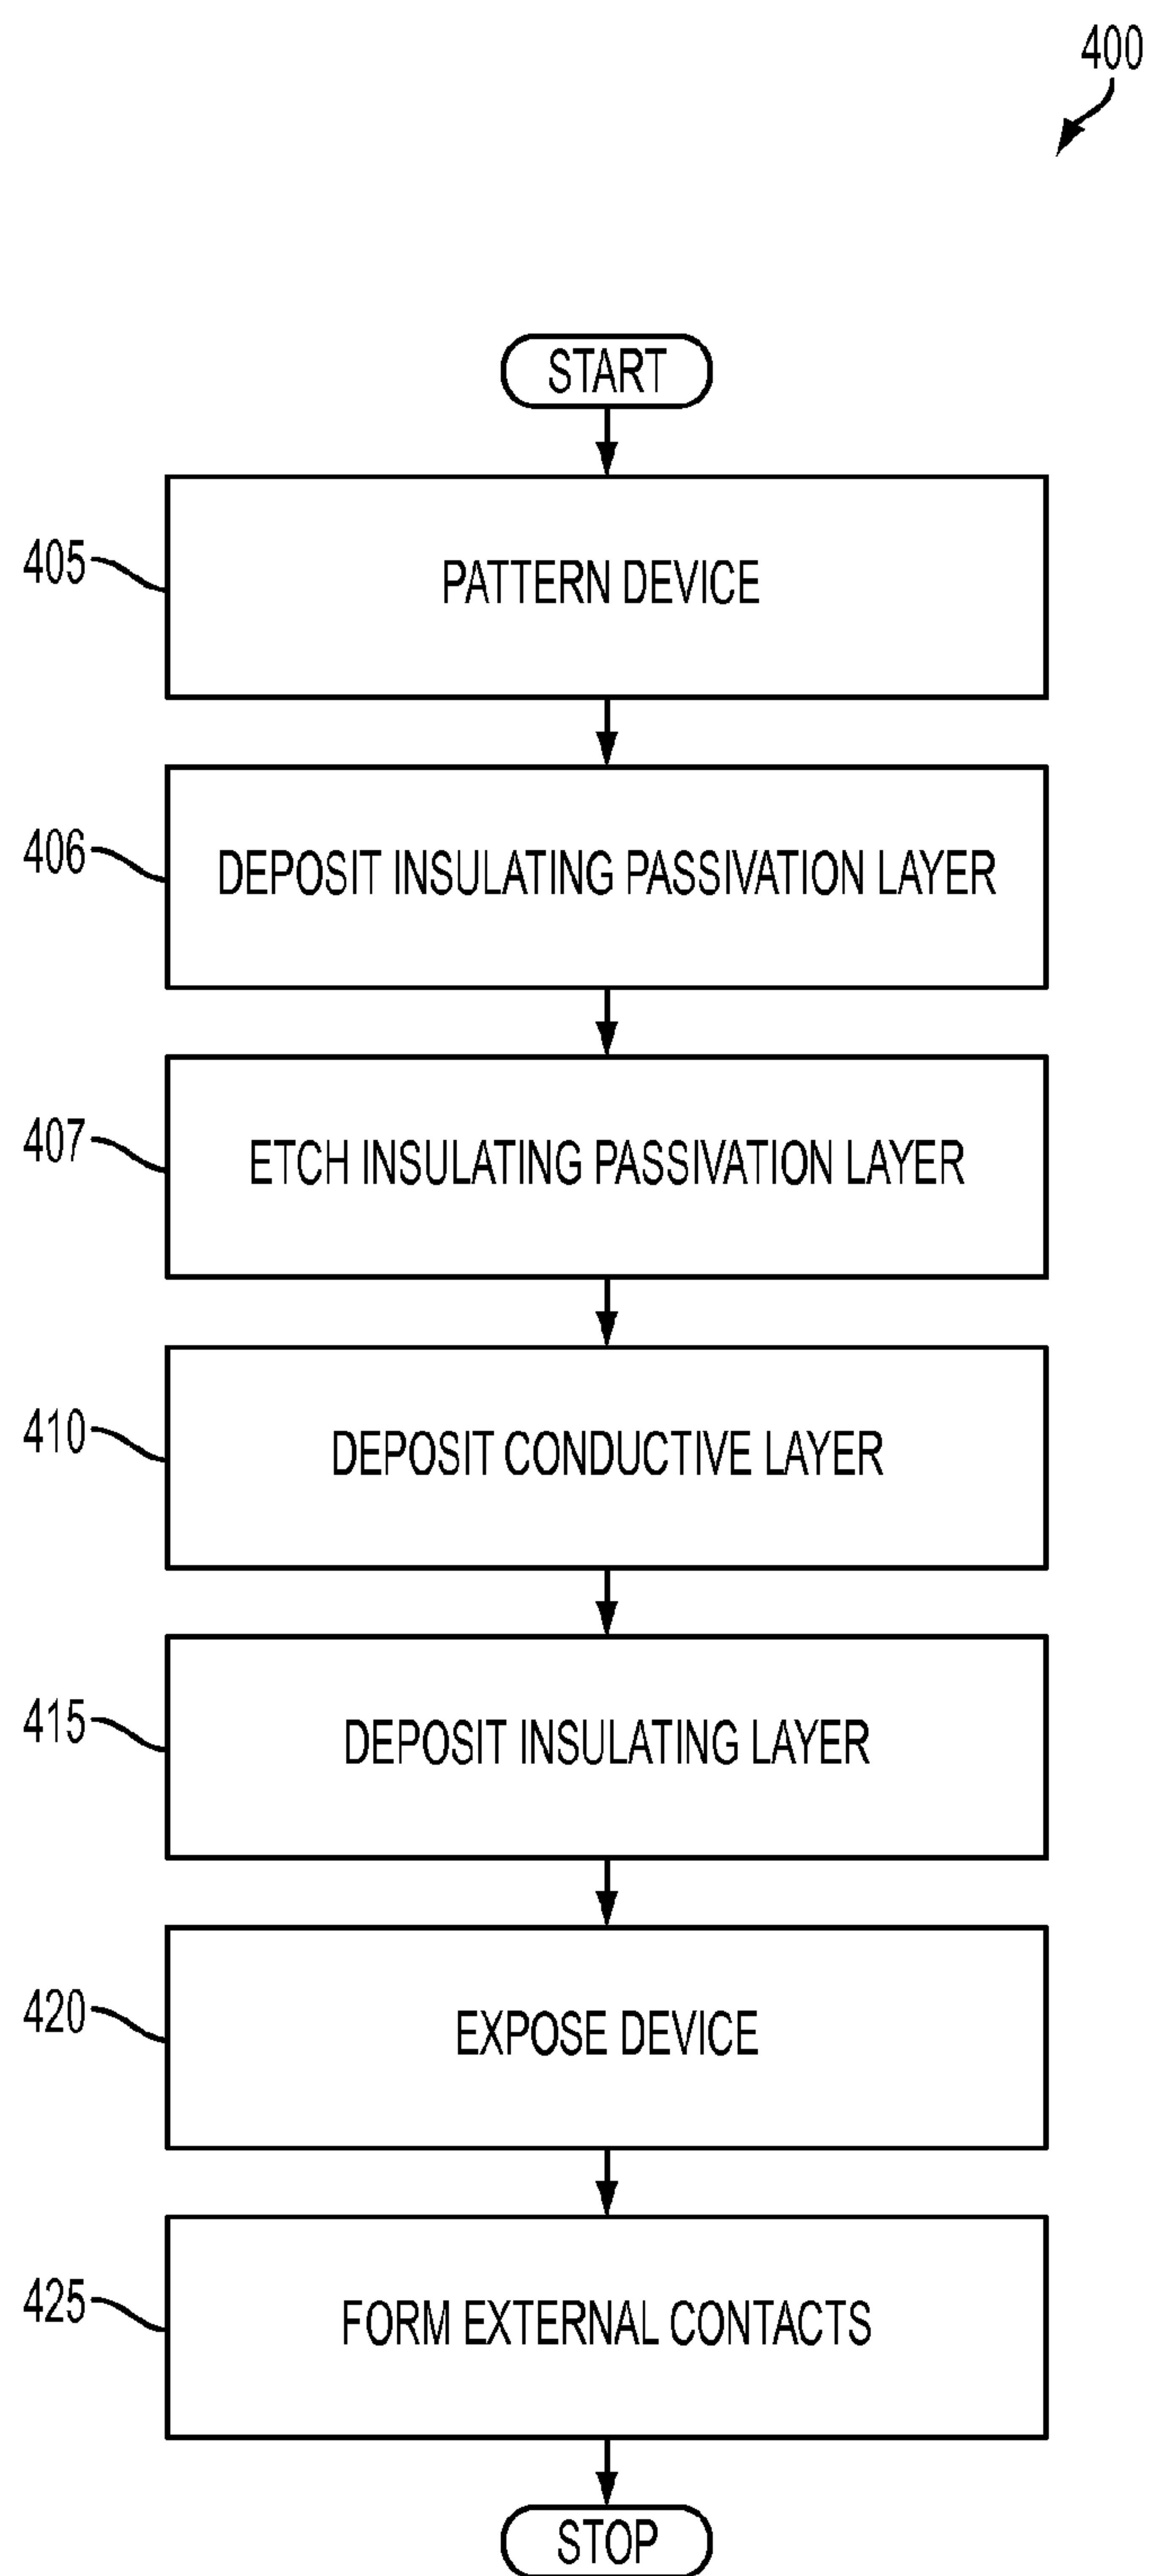 400
START
405
PATTERN DEVICE
406
DEPOSIT INSULATING PASSIVATION LAYER
407
ETCH INSULATING PASSIVATION LAYER
410
DEPOSIT CONDUCTIVE LAYER
415
DEPOSIT INSULATING LAYER
420
EXPOSE DEVICE
425
FORM EXTERNAL CONTACTS
STOP